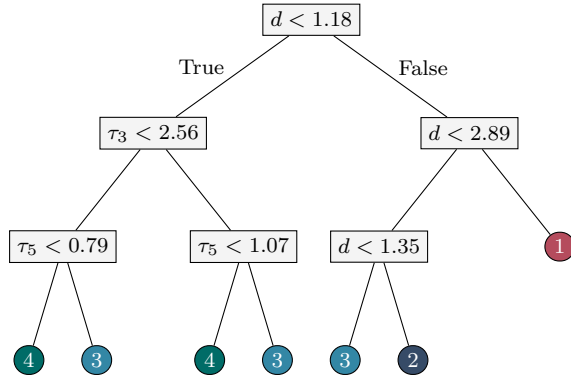 d < 1.18
True
False
τ₃ < 2.56
d < 2.89
τ₅ < 0.79
τ₅ < 1.07
d < 1.35
1
4
3
4
3
3
2